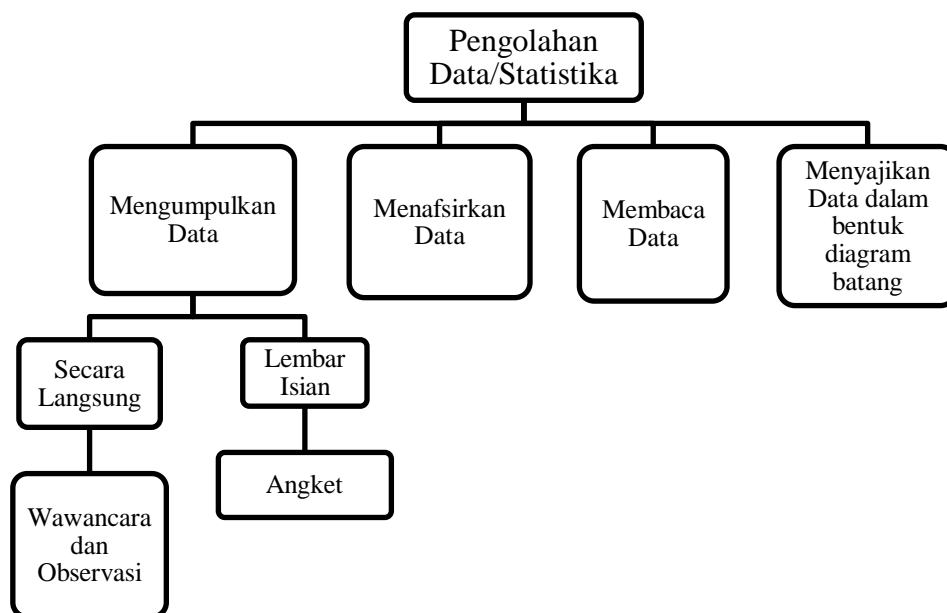 Pengolahan
Data/Statistika
Mengumpulkan
Data
Menafsirkan
Data
Membaca
Data
Menyajikan
Data dalam
bentuk
diagram
batang
Secara
Langsung
Lembar
Isian
Wawancara
dan
Observasi
Angket